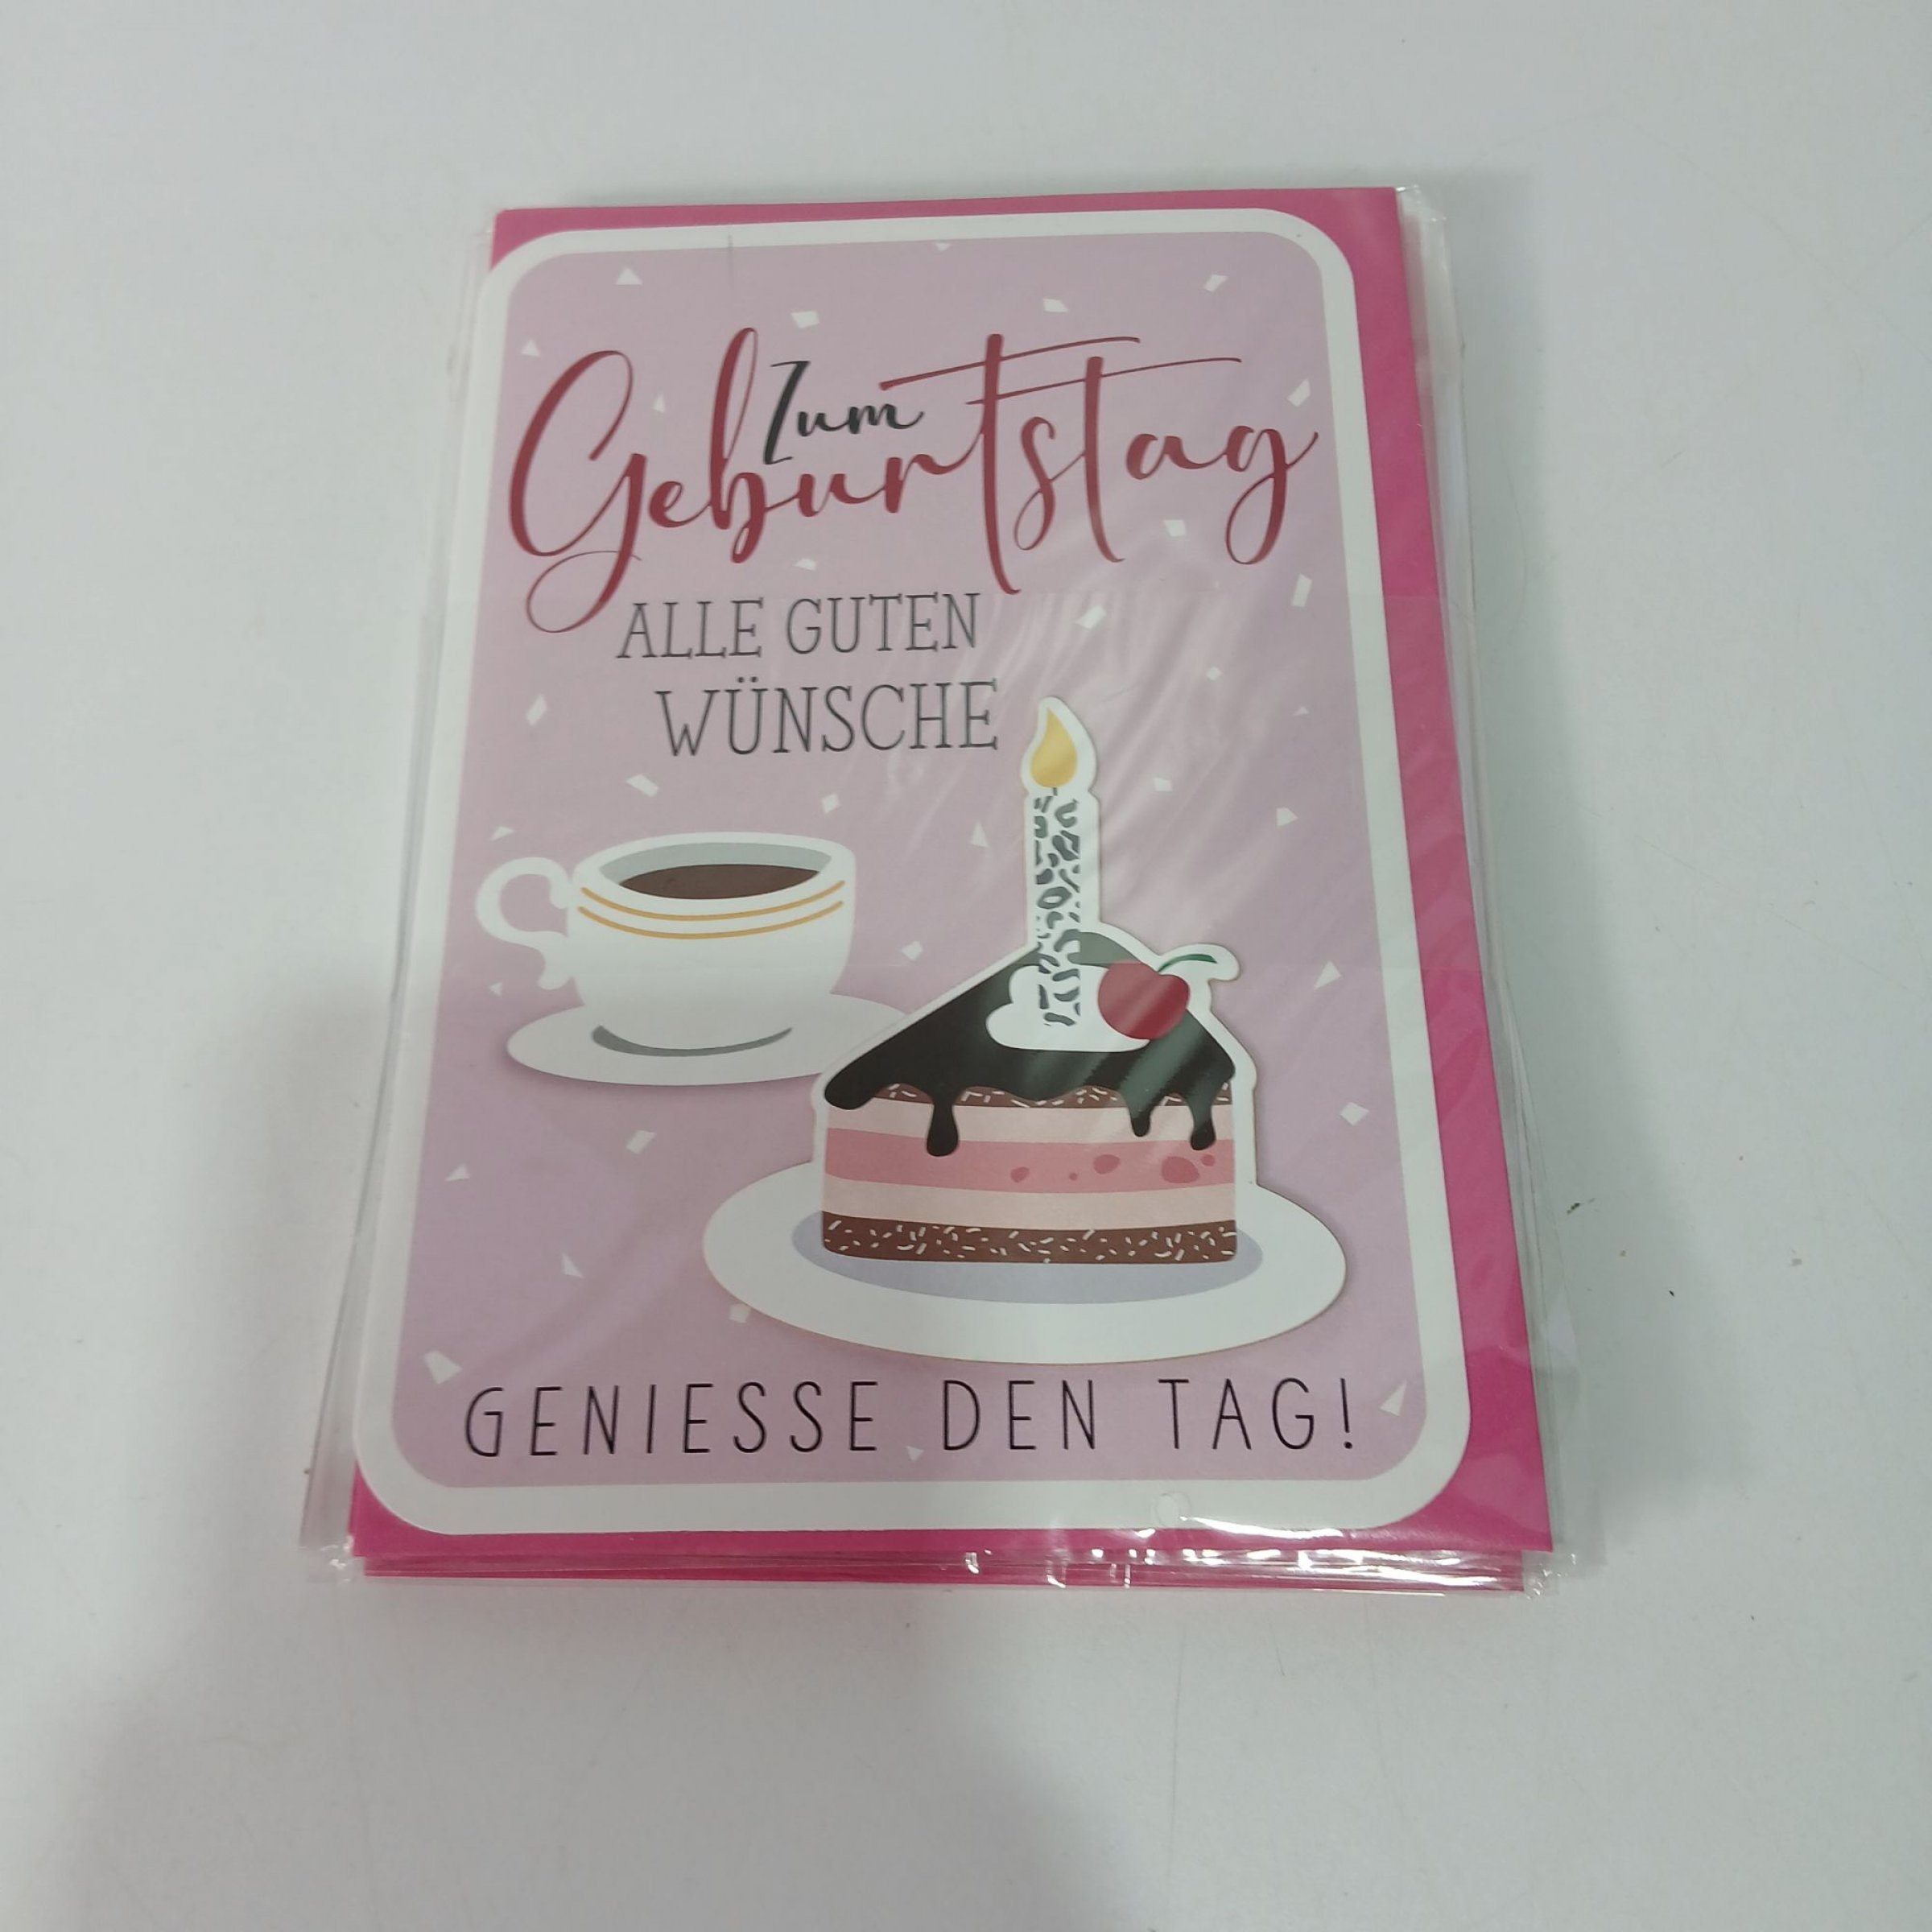 Zum
Geburtstag
ALLE GUTEN
WÜNSCHE
GENIESSE DEN TAG!